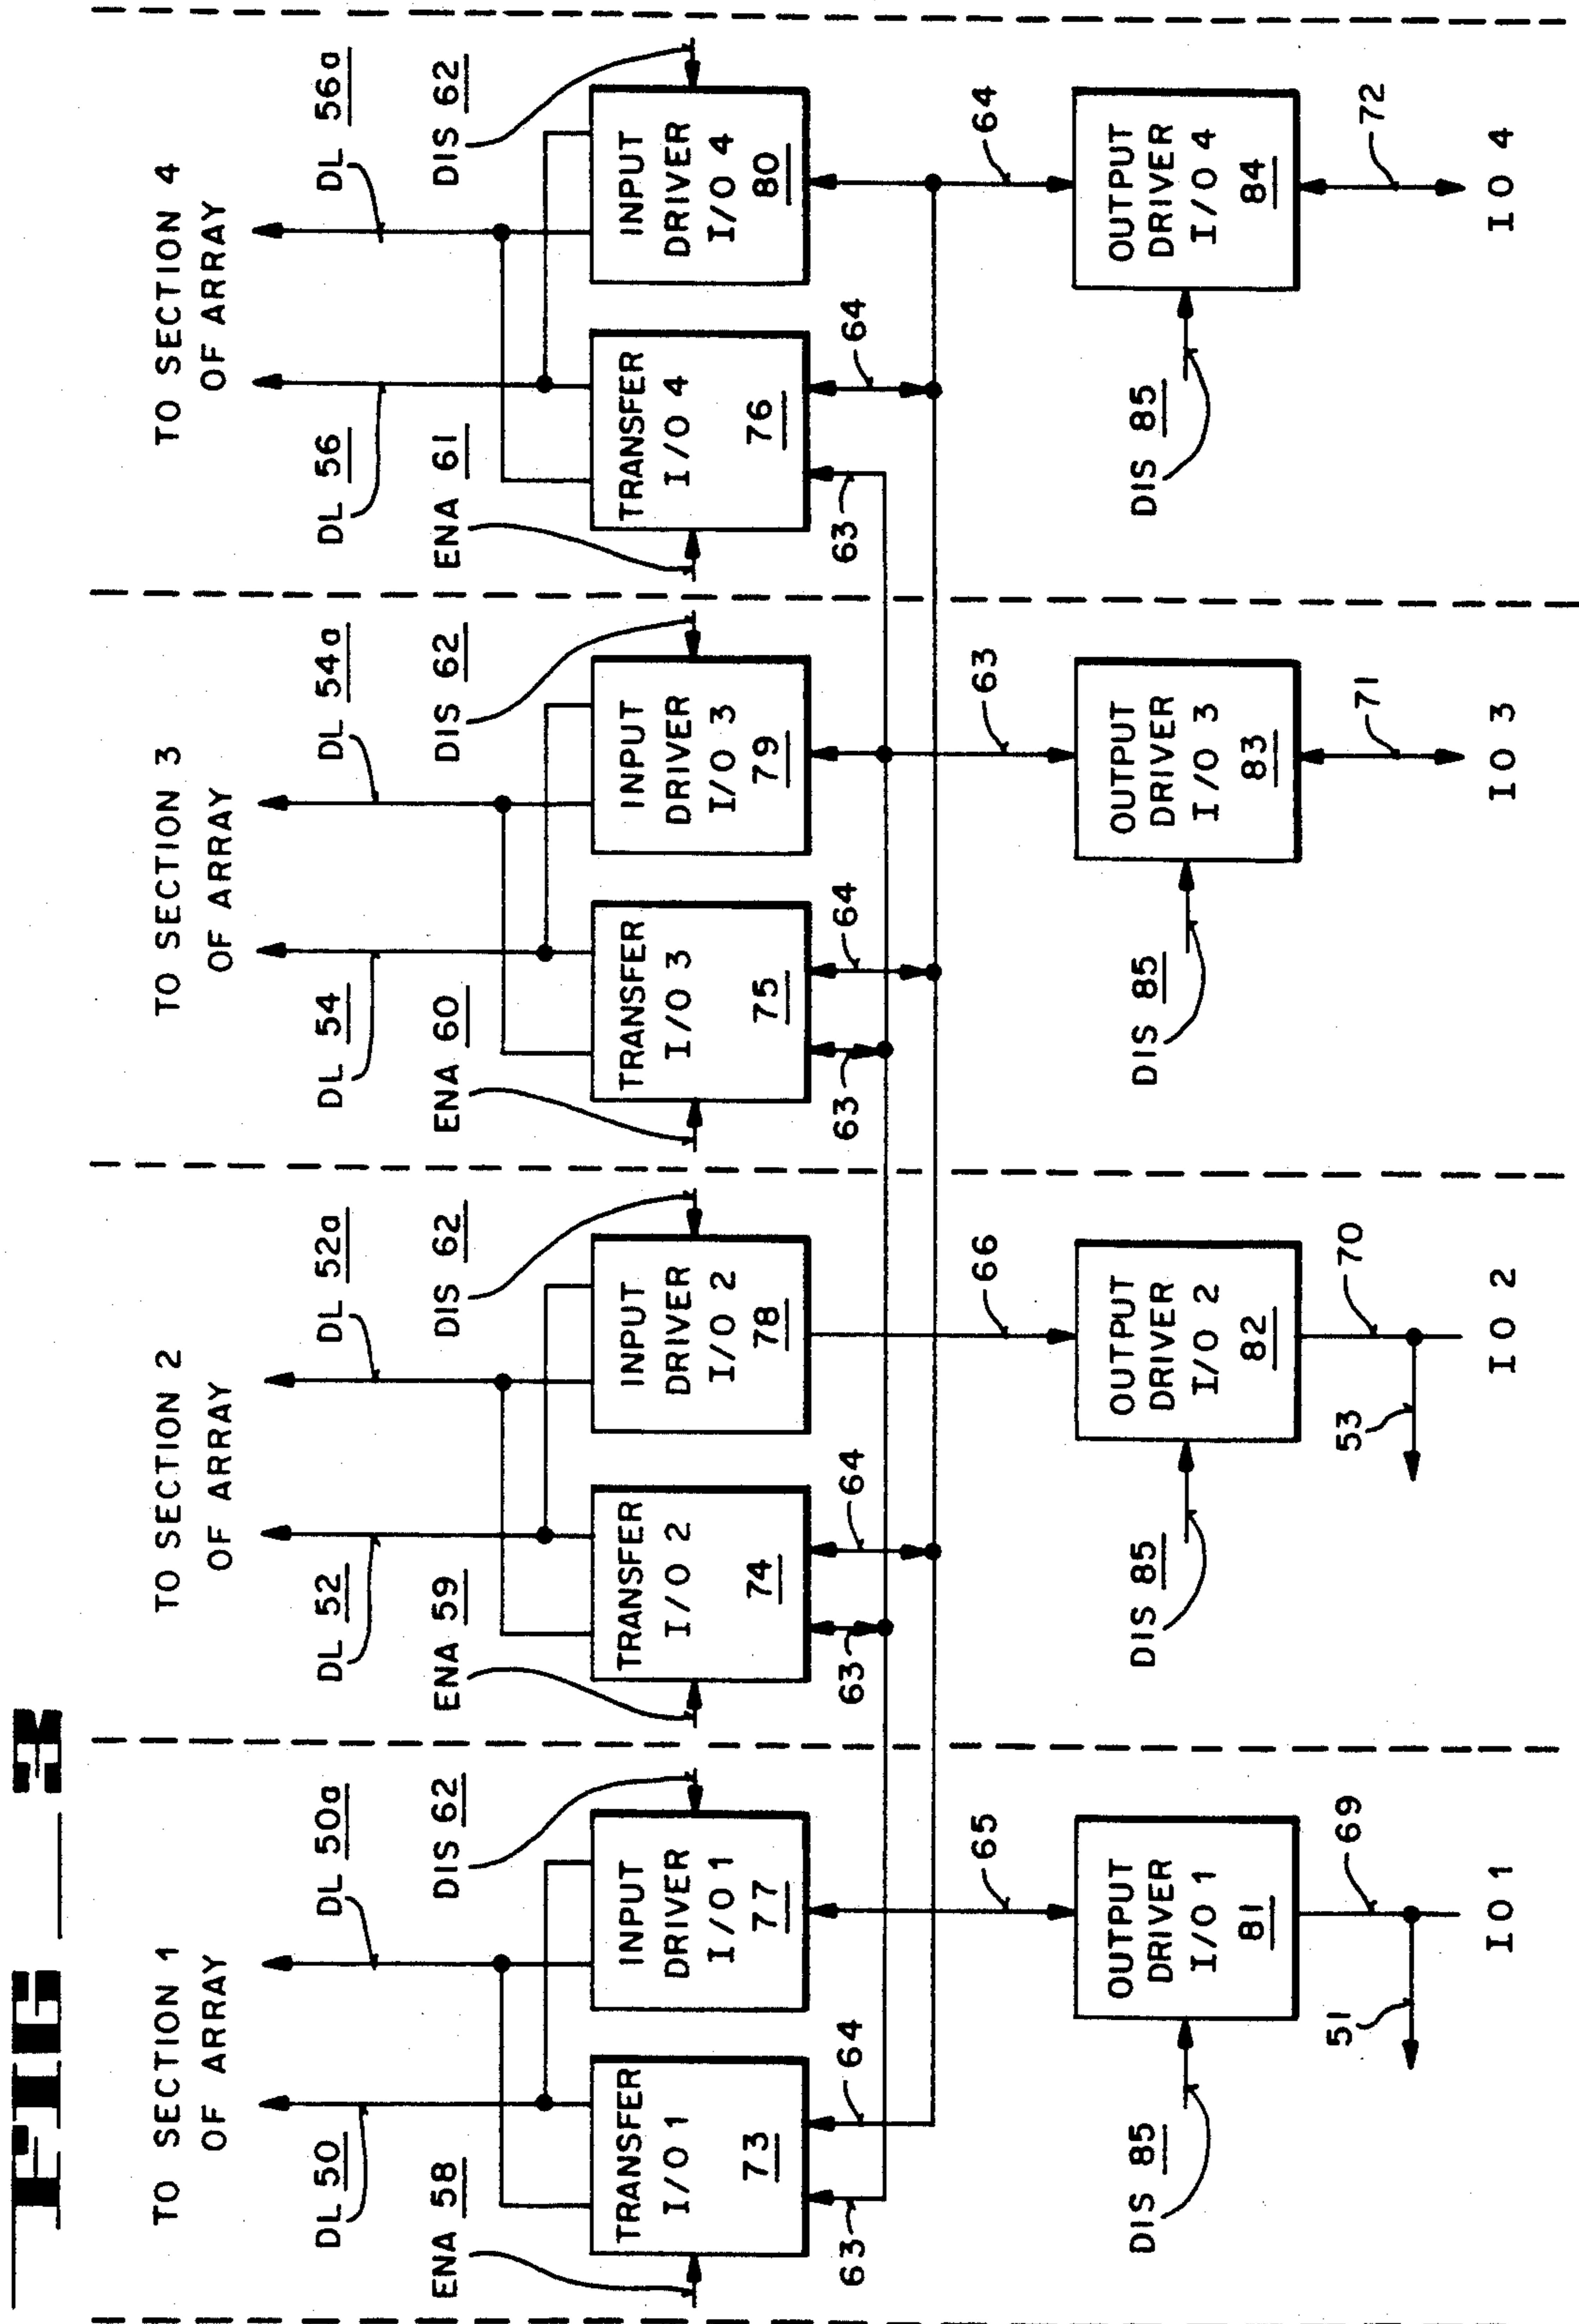 FIG 3
TO SECTION 1
OF ARRAY
DL 50
DL 50a
ENA 58
DIS 62
TRANSFER
I/O 1
73
INPUT
DRIVER
I/O 1
77
63
64
65
DIS 85
OUTPUT
DRIVER
I/O 1
81
51
69
IO 1
TO SECTION 2
OF ARRAY
DL 52
DL 52a
ENA 59
DIS 62
TRANSFER
I/O 2
74
INPUT
DRIVER
I/O 2
78
63
64
66
DIS 85
OUTPUT
DRIVER
I/O 2
82
53
70
IO 2
TO SECTION 3
OF ARRAY
DL 54
DL 54a
ENA 60
DIS 62
TRANSFER
I/O 3
75
INPUT
DRIVER
I/O 3
79
63
64
63
DIS 85
OUTPUT
DRIVER
I/O 3
83
71
IO 3
TO SECTION 4
OF ARRAY
DL 56
DL 56a
ENA 61
DIS 62
TRANSFER
I/O 4
76
INPUT
DRIVER
I/O 4
80
63
64
64
DIS 85
OUTPUT
DRIVER
I/O 4
84
72
IO 4